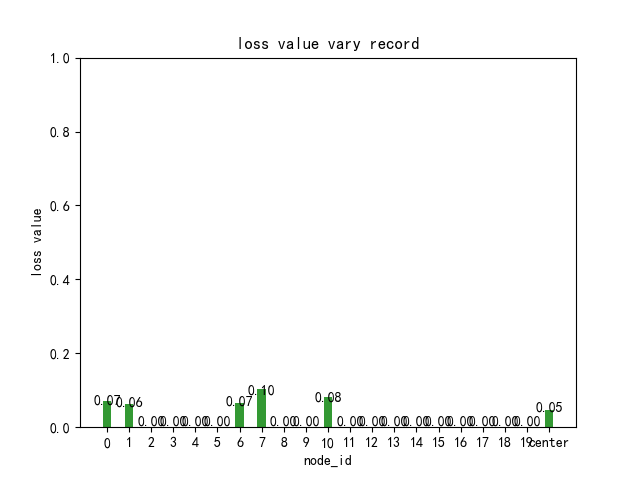 loss value vary record
1.0
0.8
0.6
0.4
0.2
0.0
loss value
0.07 0.06 0.00 0.00 0.00 0.00 0.07 0.10 0.00 0.00 0.08 0.00 0.00 0.00 0.00 0.00 0.00 0.00 0.00 0.00 0.05
0 1 2 3 4 5 6 7 8 9 10 11 12 13 14 15 16 17 18 19 center
node_id